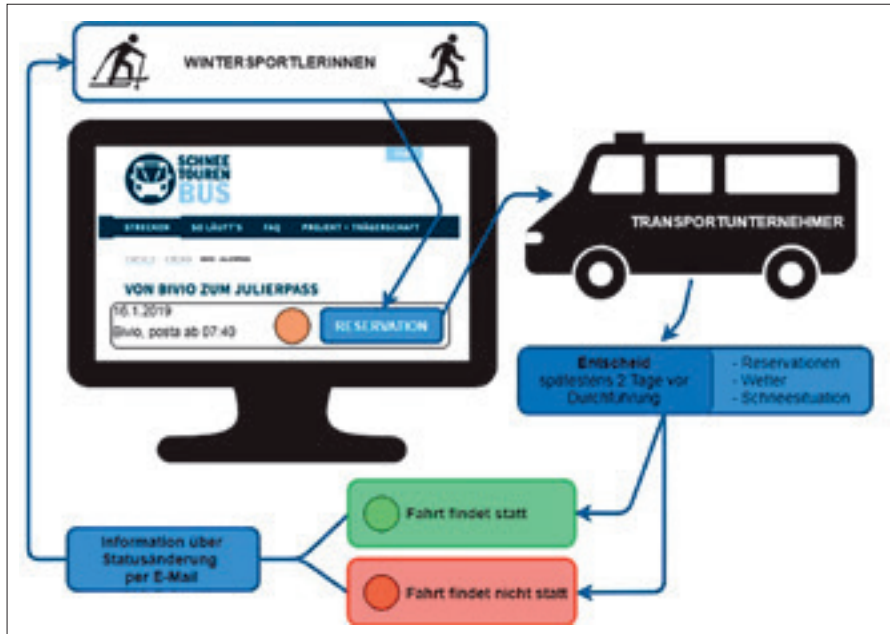 WINTERSPORTLERINNEN
SCHNEE
TOUREN
BUS
STRECKEN SO LÄUFT'S FAQ PROJEKT + TRÄGERSCHAFT
VON BIVIO ZUM JULIERPASS
16.1.2019
Bivio, posta ab 07:40
RESERVATION
TRANSPORTUNTERNEHMER
Entscheid
spätestens 2 Tage vor
Durchführung
- Reservationen
- Wetter
- Schneesituation
Fahrt findet statt
Information über
Statusänderung
per E-Mail
Fahrt findet nicht statt